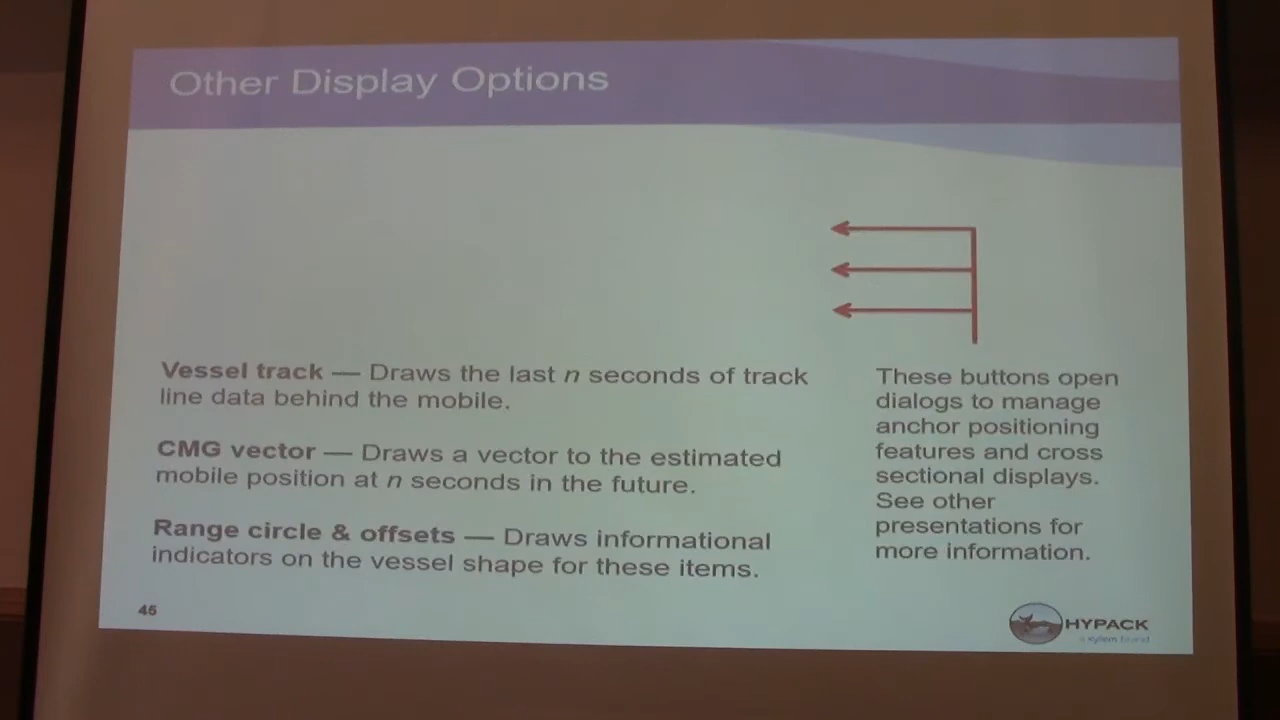 Other Display Options
Vessel track — Draws the last n seconds of track
line data behind the mobile.
CMG vector — Draws a vector to the estimated
mobile position at n seconds in the future.
Range circle & offsets — Draws informational
indicators on the vessel shape for these items.
These buttons open
dialogs to manage
anchor positioning
features and cross
sectional displays.
See other
presentations for
more information.
45
HYPACK
a xylem brand